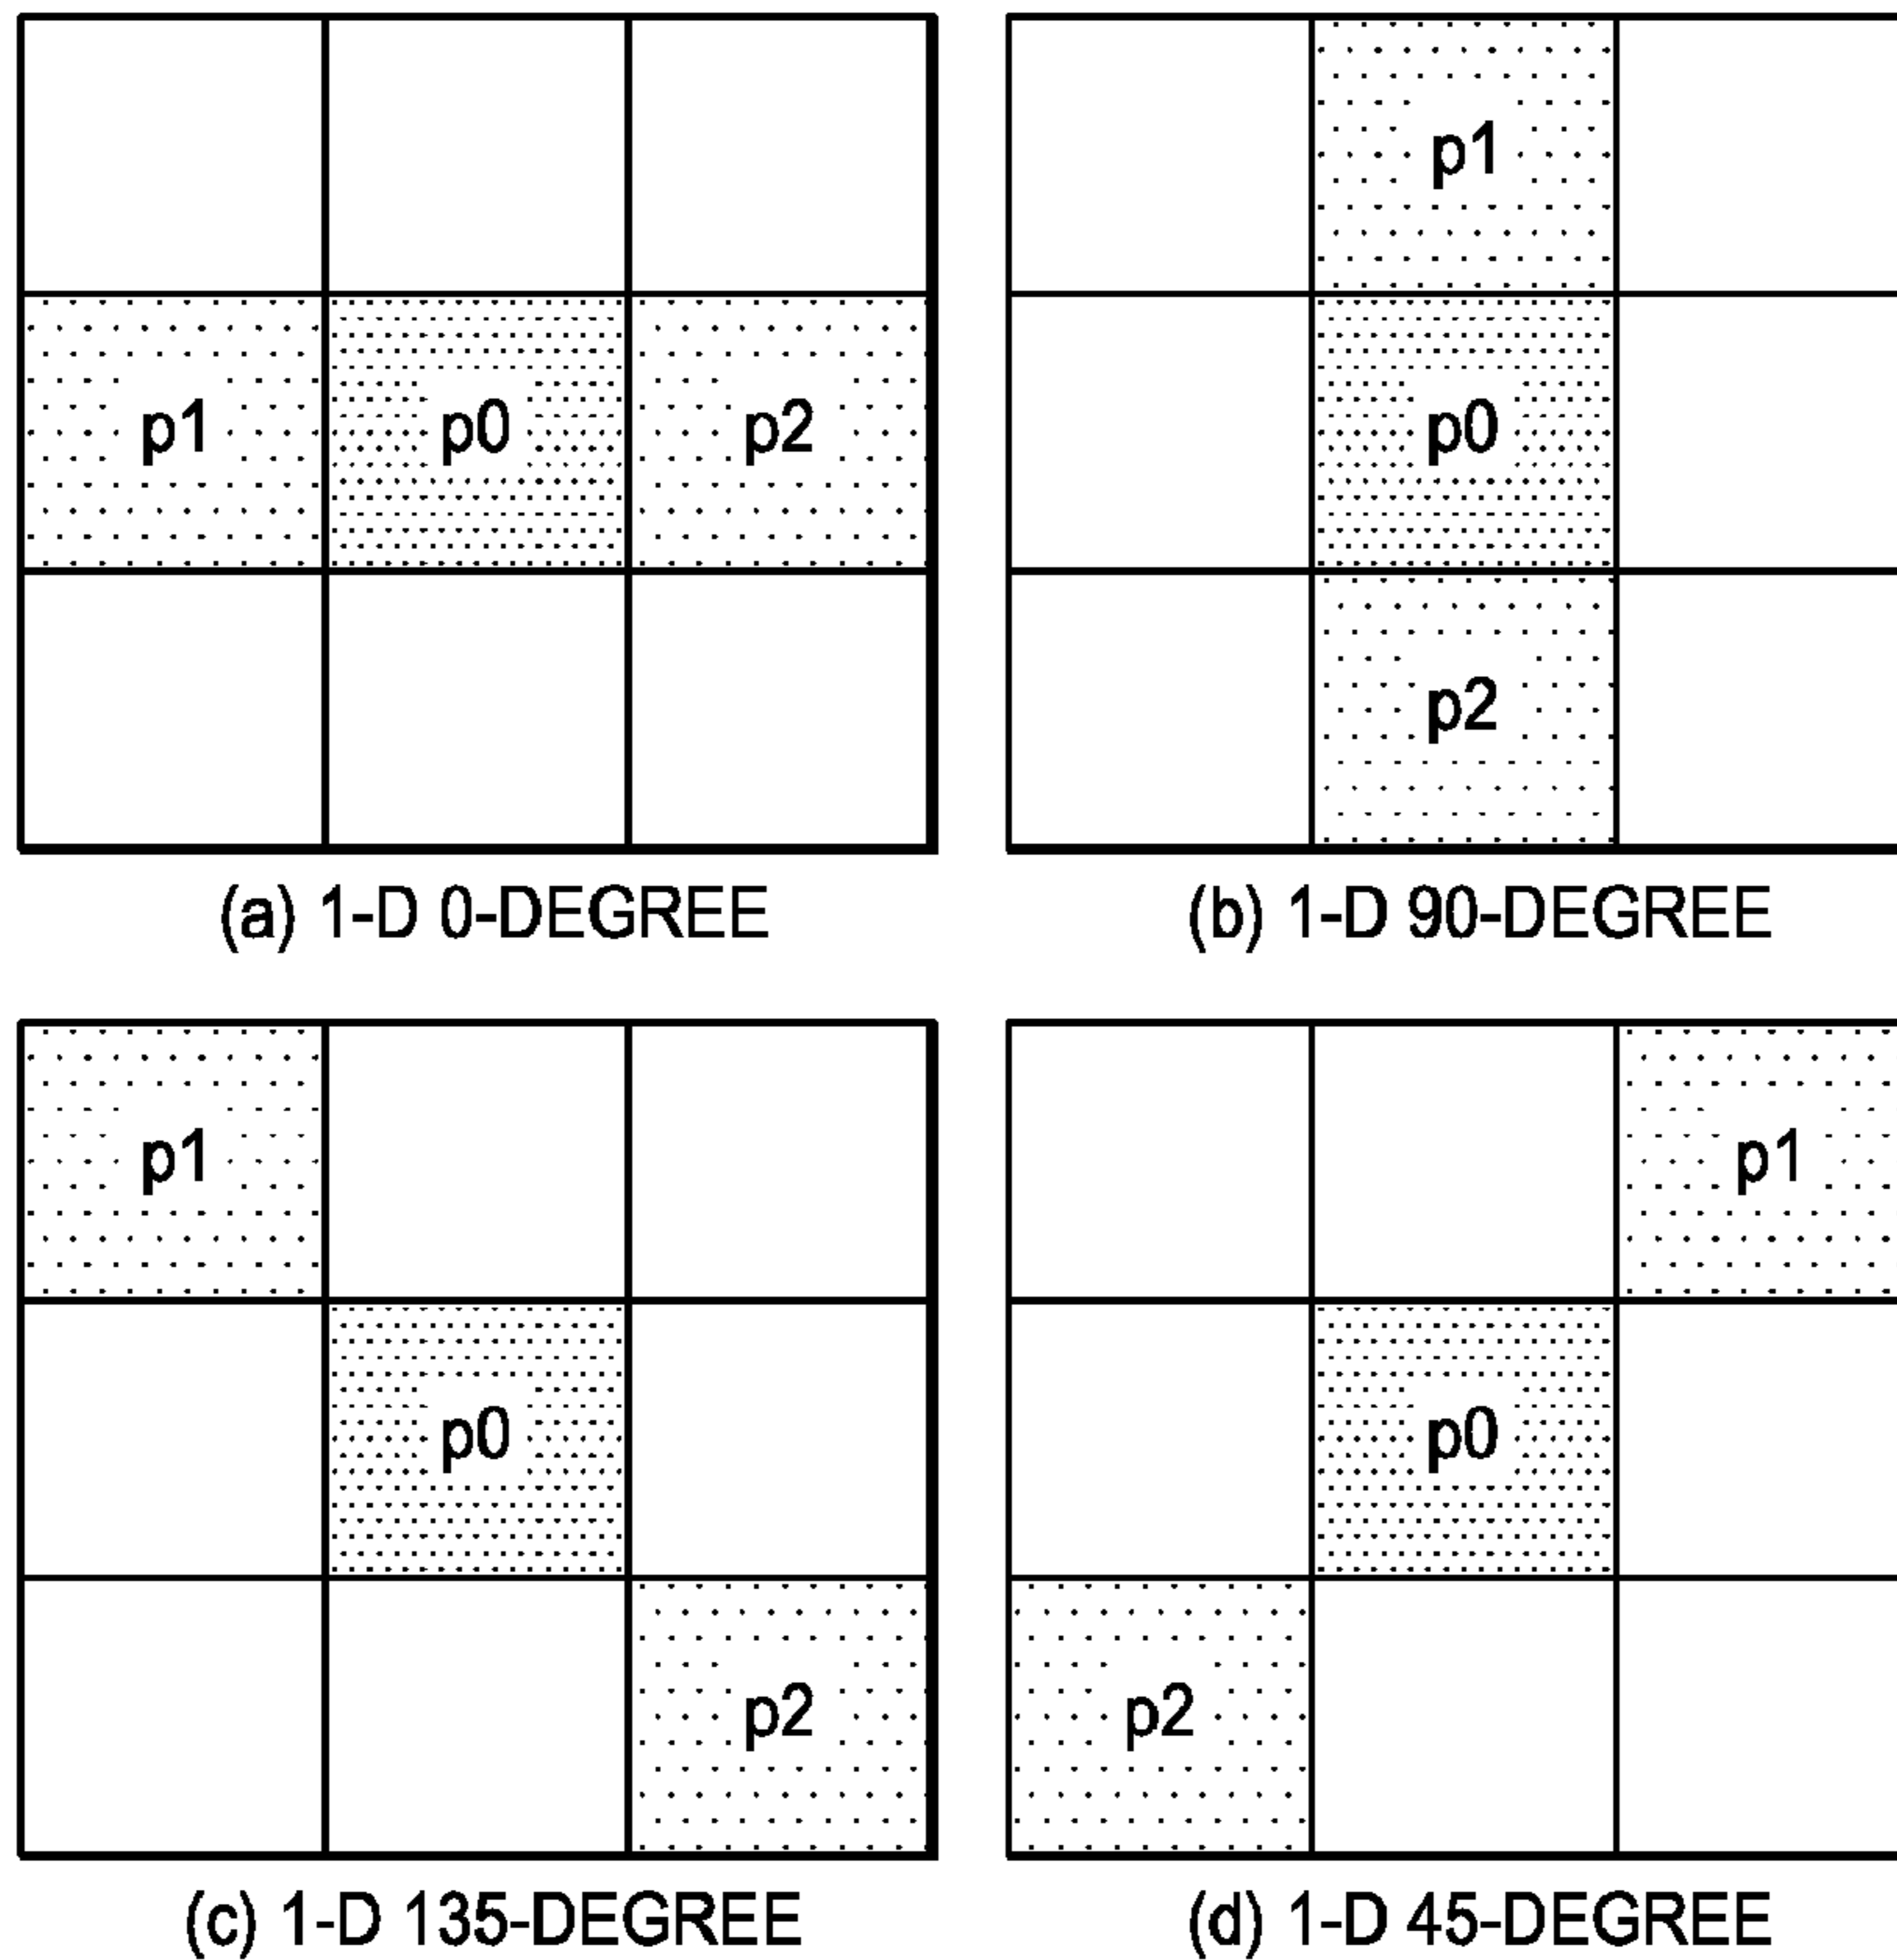 p1
p1 p0 p2
p0
p2
(a) 1-D 0-DEGREE
(b) 1-D 90-DEGREE
p1
p0
p2
p1
p0
p2
(c) 1-D 135-DEGREE
(d) 1-D 45-DEGREE